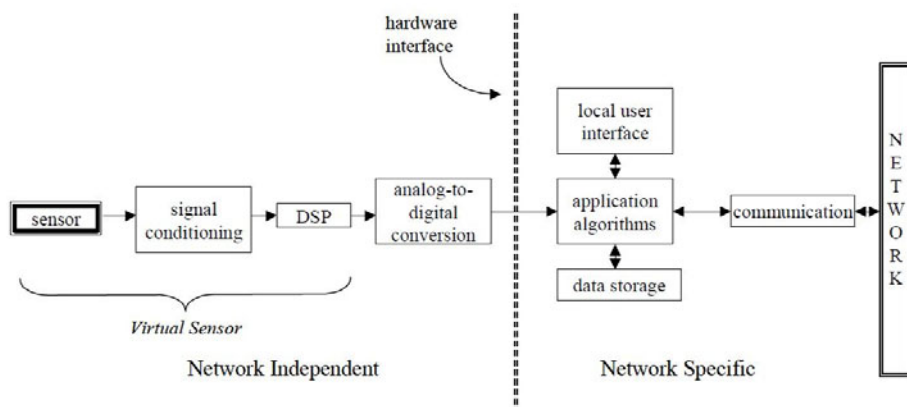 hardware
interface
local user
interface
sensor
signal
conditioning
DSP
analog-to-
digital
conversion
application
algorithms
communication
data storage
N
E
T
W
O
R
K
Virtual Sensor
Network Independent
Network Specific